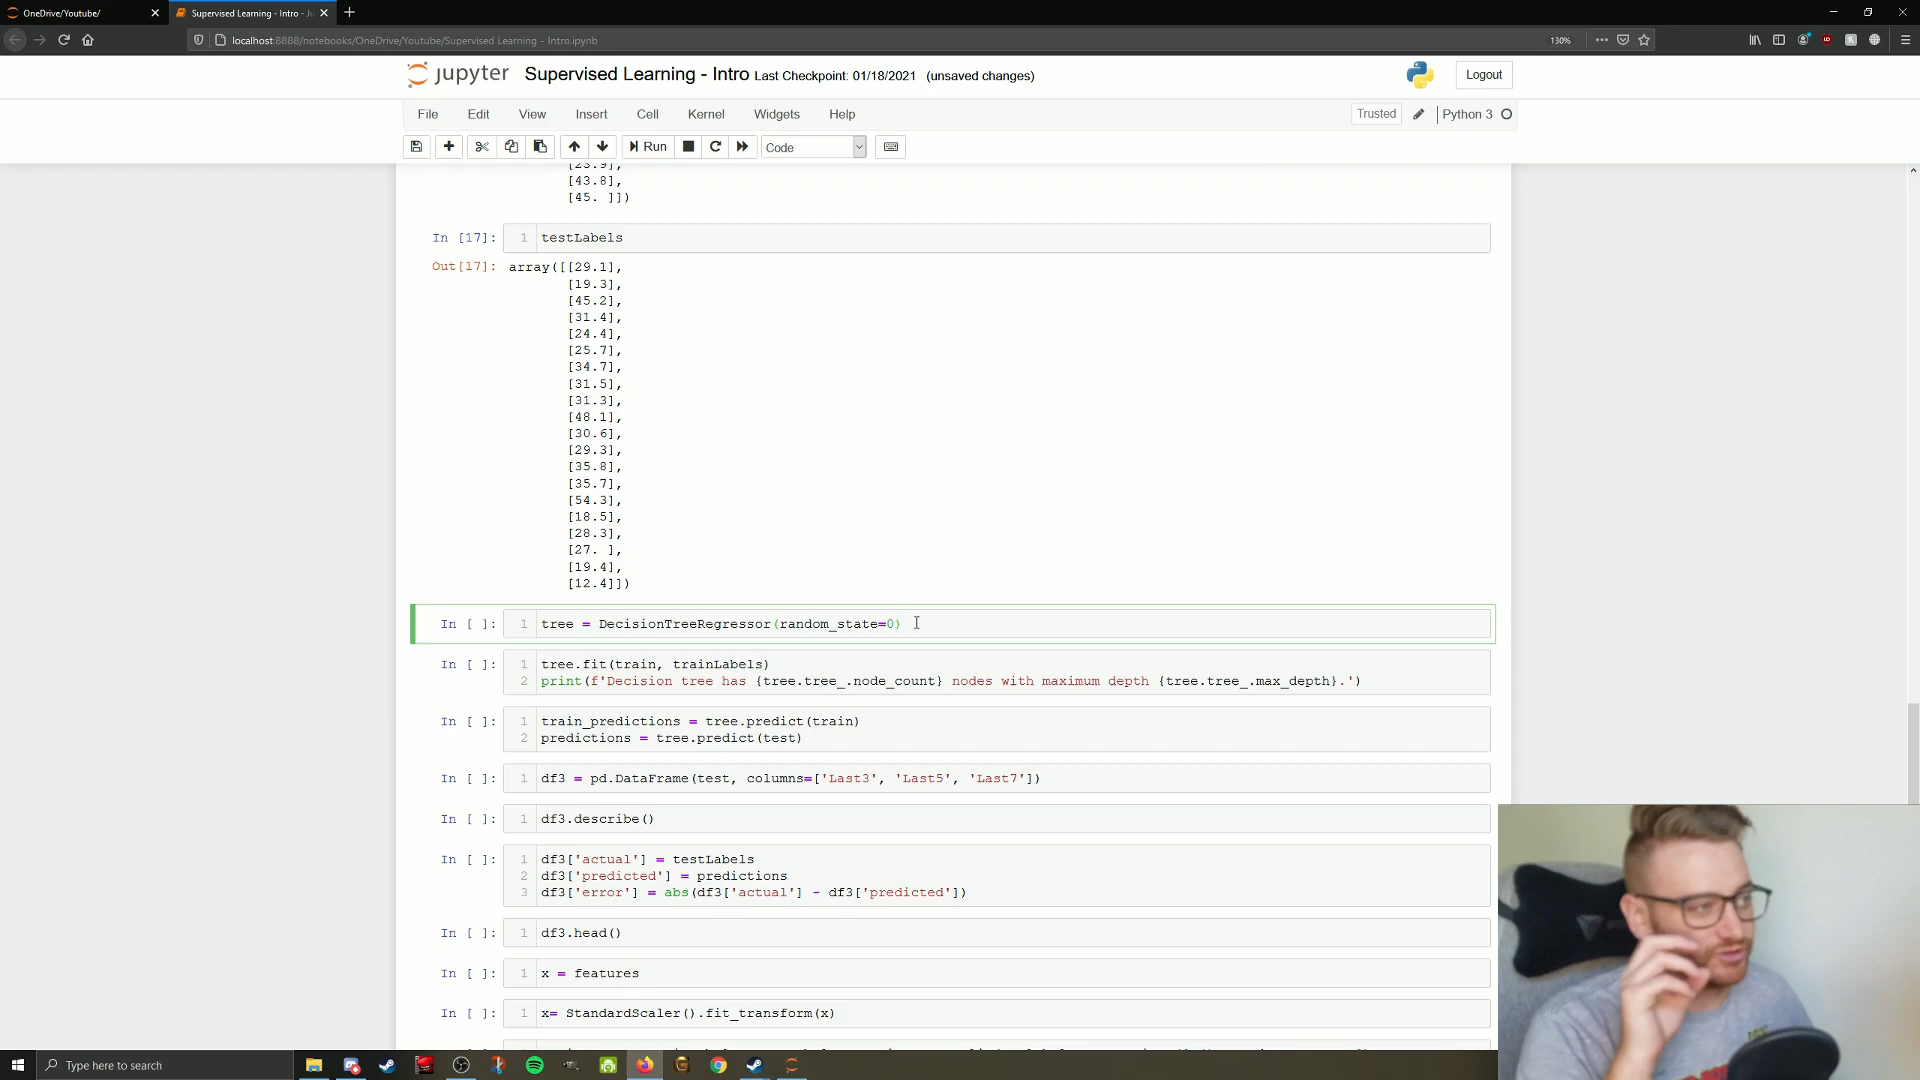 OneDrive/Youtube/
Supervised Learning - Intro - Ju
localhost:8888/notebooks/OneDrive/Youtube/Supervised Learning - Intro.ipynb
130%
jupyter Supervised Learning - Intro Last Checkpoint: 01/18/2021 (unsaved changes)
Logout
File Edit View Insert Cell Kernel Widgets Help
Trusted Python 3
Run Code
[23.9],
[43.8],
[45. ]])
In [17]: 1 testLabels
Out[17]: array([[29.1],
[19.3],
[45.2],
[31.4],
[24.4],
[25.7],
[34.7],
[31.5],
[31.3],
[48.1],
[30.6],
[29.3],
[35.8],
[35.7],
[54.3],
[18.5],
[28.3],
[27. ],
[19.4],
[12.4]])
In [ ]: 1 tree = DecisionTreeRegressor(random_state=0)
In [ ]: 1 tree.fit(train, trainLabels)
2 print(f'Decision tree has {tree.tree_.node_count} nodes with maximum depth {tree.tree_.max_depth}.')
In [ ]: 1 train_predictions = tree.predict(train)
2 predictions = tree.predict(test)
In [ ]: 1 df3 = pd.DataFrame(test, columns=['Last3', 'Last5', 'Last7'])
In [ ]: 1 df3.describe()
In [ ]: 1 df3['actual'] = testLabels
2 df3['predicted'] = predictions
3 df3['error'] = abs(df3['actual'] - df3['predicted'])
In [ ]: 1 df3.head()
In [ ]: 1 x = features
In [ ]: 1 x= StandardScaler().fit_transform(x)
Type here to search